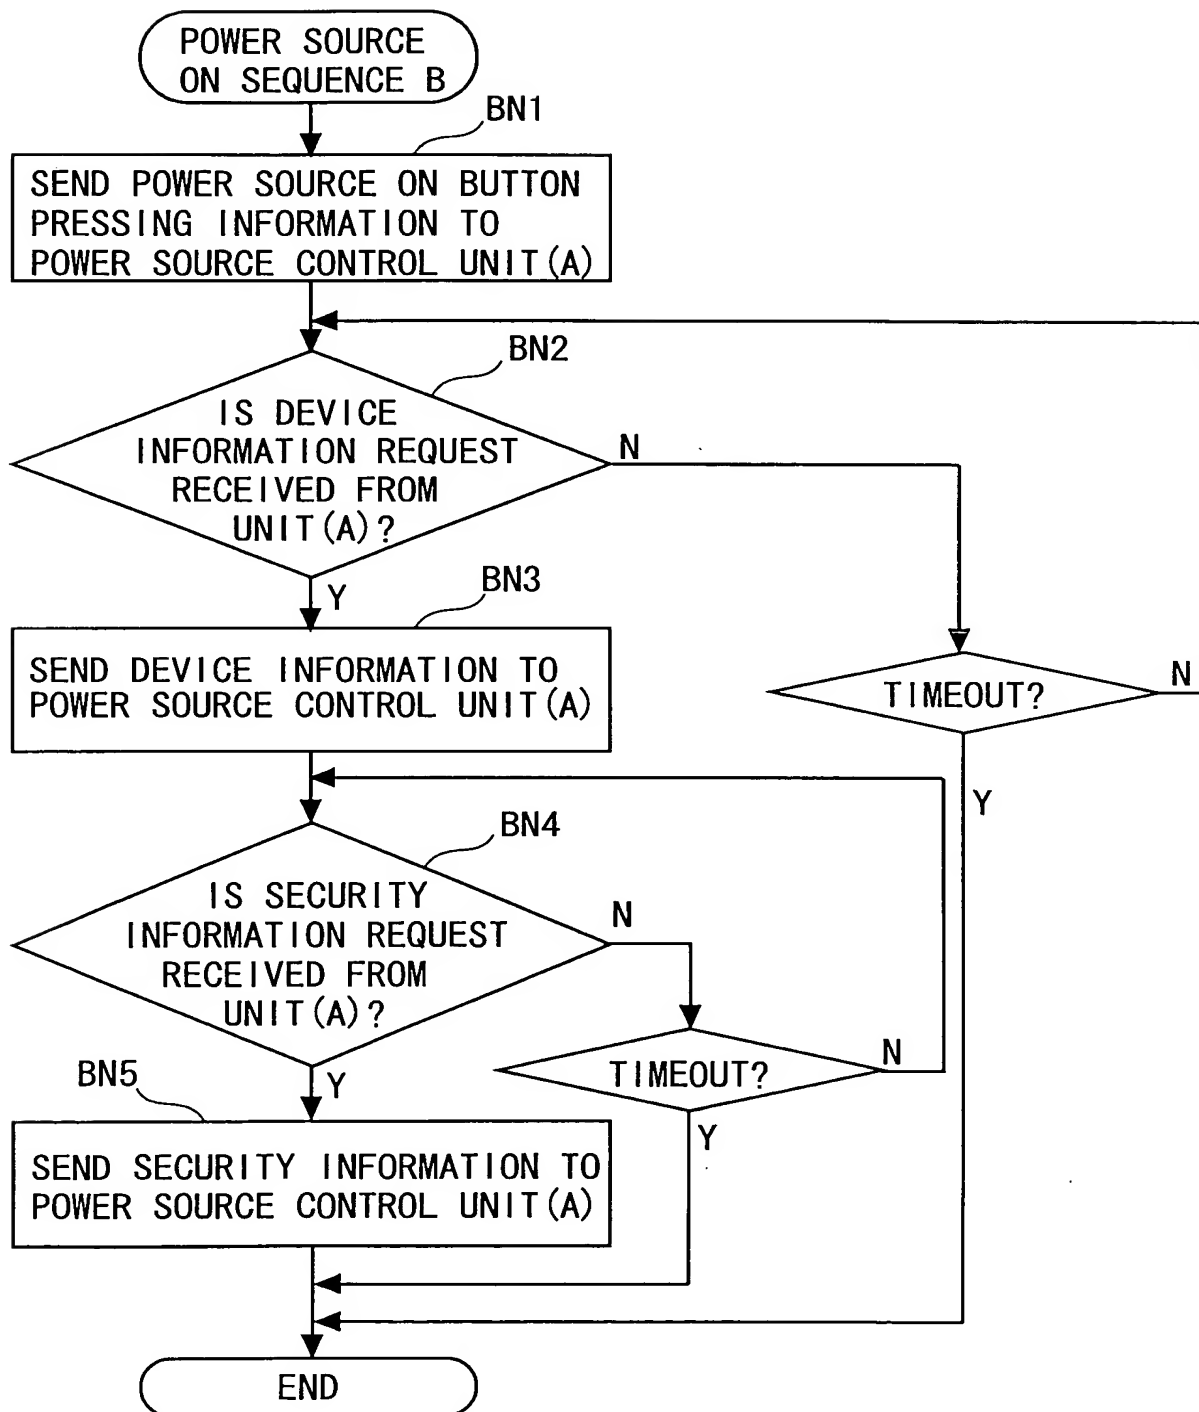 POWER SOURCE
ON SEQUENCE B
BN1
SEND POWER SOURCE ON BUTTON
PRESSING INFORMATION TO
POWER SOURCE CONTROL UNIT(A)
BN2
IS DEVICE
INFORMATION REQUEST
RECEIVED FROM
UNIT(A)?
N
Y
BN3
SEND DEVICE INFORMATION TO
POWER SOURCE CONTROL UNIT(A)
TIMEOUT?
N
Y
BN4
IS SECURITY
INFORMATION REQUEST
RECEIVED FROM
UNIT(A)?
N
Y
TIMEOUT?
N
Y
BN5
SEND SECURITY INFORMATION TO
POWER SOURCE CONTROL UNIT(A)
END